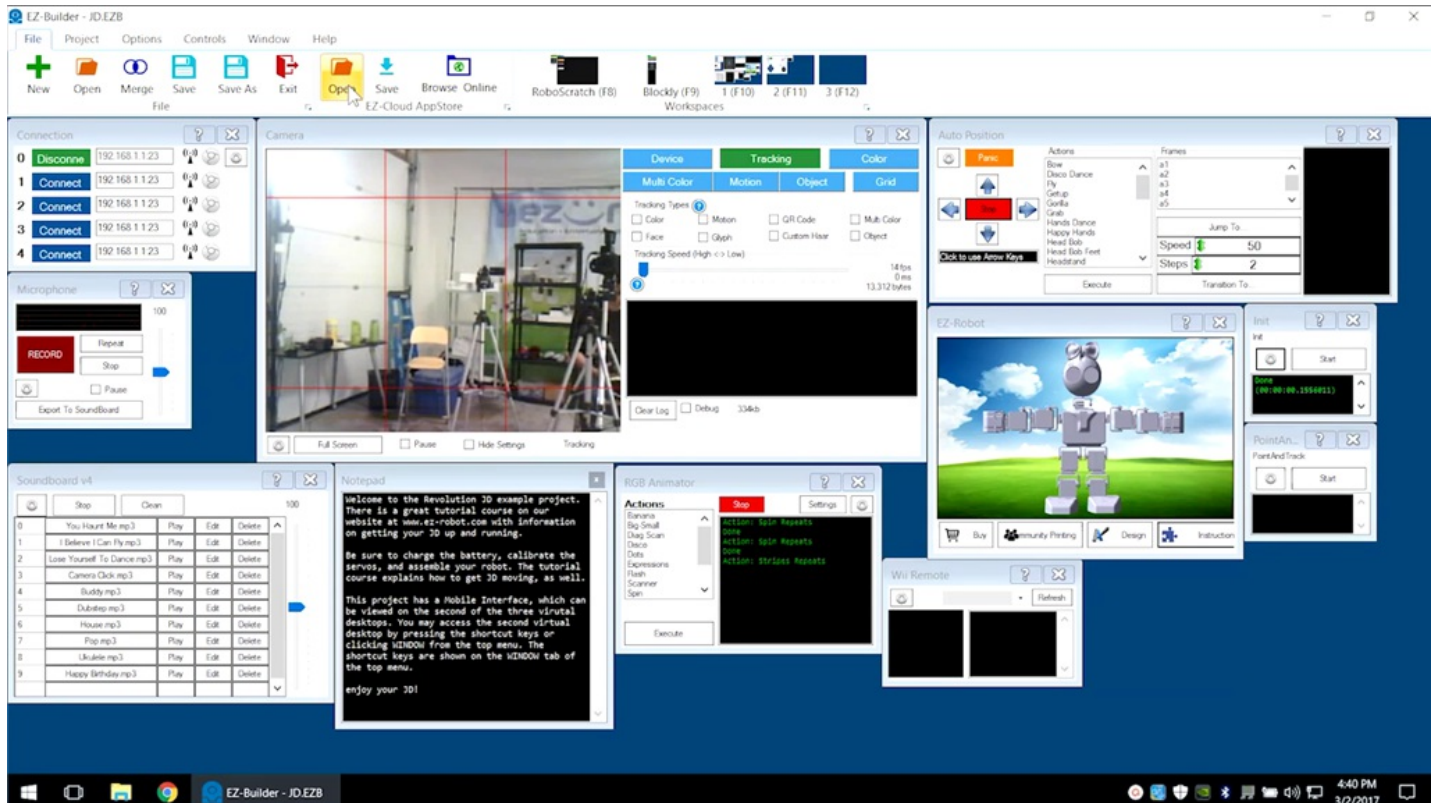 EZ-Builder - JD.EZB
File Project Options Controls Window Help
New Open Merge Save Save As Exit Open Save Browse Online RoboScratch (F8) Blockly (F9) 1 (F10) 2 (F11) 3 (F12)
File EZ-Cloud AppStore Workspaces
Connection
0 Disconne 192.168.1.1:23
1 Connect 192.168.1.1:23
2 Connect 192.168.1.1:23
3 Connect 192.168.1.1:23
4 Connect 192.168.1.1:23
Microphone
100
RECORD
Repeat
Stop
Pause
Export To SoundBoard
Camera
Device Tracking Color
Multi Color Motion Object Grid
Tracking Types
Color Motion QR Code Multi Color
Face Glyph Custom Haar Object
Tracking Speed (High <-> Low)
14 fps
0 ms
13,312 bytes
Clear Log Debug 334kb
Full Screen Pause Hide Settings Tracking
Auto Position
Panic
Stop
Click to use Arrow Keys
Actions
Bow
Disco Dance
Fly
Getup
Gorilla
Grab
Hands Dance
Happy Hands
Head Bob
Head Bob Feet
Headstand
Execute
Frames
a1
a2
a3
a4
a5
Jump To...
Speed 50
Steps 2
Transition To...
EZ-Robot
Buy mmunity Printing Design Instruction
Init
Init
Start
Done
(00:00:00.1556011)
PointAn...
PointAndTrack
Start
Soundboard v4
Stop Clean 100
0 You Haunt Me.mp3 Play Edit Delete
1 I Believe I Can Fly.mp3 Play Edit Delete
2 Lose Yourself To Dance.mp3 Play Edit Delete
3 Camera Click.mp3 Play Edit Delete
4 Buddy.mp3 Play Edit Delete
5 Dubstep.mp3 Play Edit Delete
6 House.mp3 Play Edit Delete
7 Pop.mp3 Play Edit Delete
8 Ukulele.mp3 Play Edit Delete
9 Happy Birthday.mp3 Play Edit Delete
Notepad
Welcome to the Revolution JD example project.
There is a great tutorial course on our
website at www.ez-robot.com with information
on getting your JD up and running.
Be sure to charge the battery, calibrate the
servos, and assemble your robot. The tutorial
course explains how to get JD moving, as well.
This project has a Mobile Interface, which can
be viewed on the second of the three virutal
desktops. You may access the second virtual
desktop by pressing the shortcut keys or
clicking WINDOW from the top menu. The
shortcut keys are shown on the WINDOW tab of
the top menu.
enjoy your JD!
RGB Animator
Actions
Banana
Big-Small
Diag Scan
Disco
Dots
Expressions
Flash
Scanner
Spin
Execute
Stop Settings
Action: Spin Repeats
Done
Action: Spin Repeats
Done
Action: Stripes Repeats
Wii Remote
Refresh
EZ-Builder - JD.EZB
4:40 PM
3/2/2017